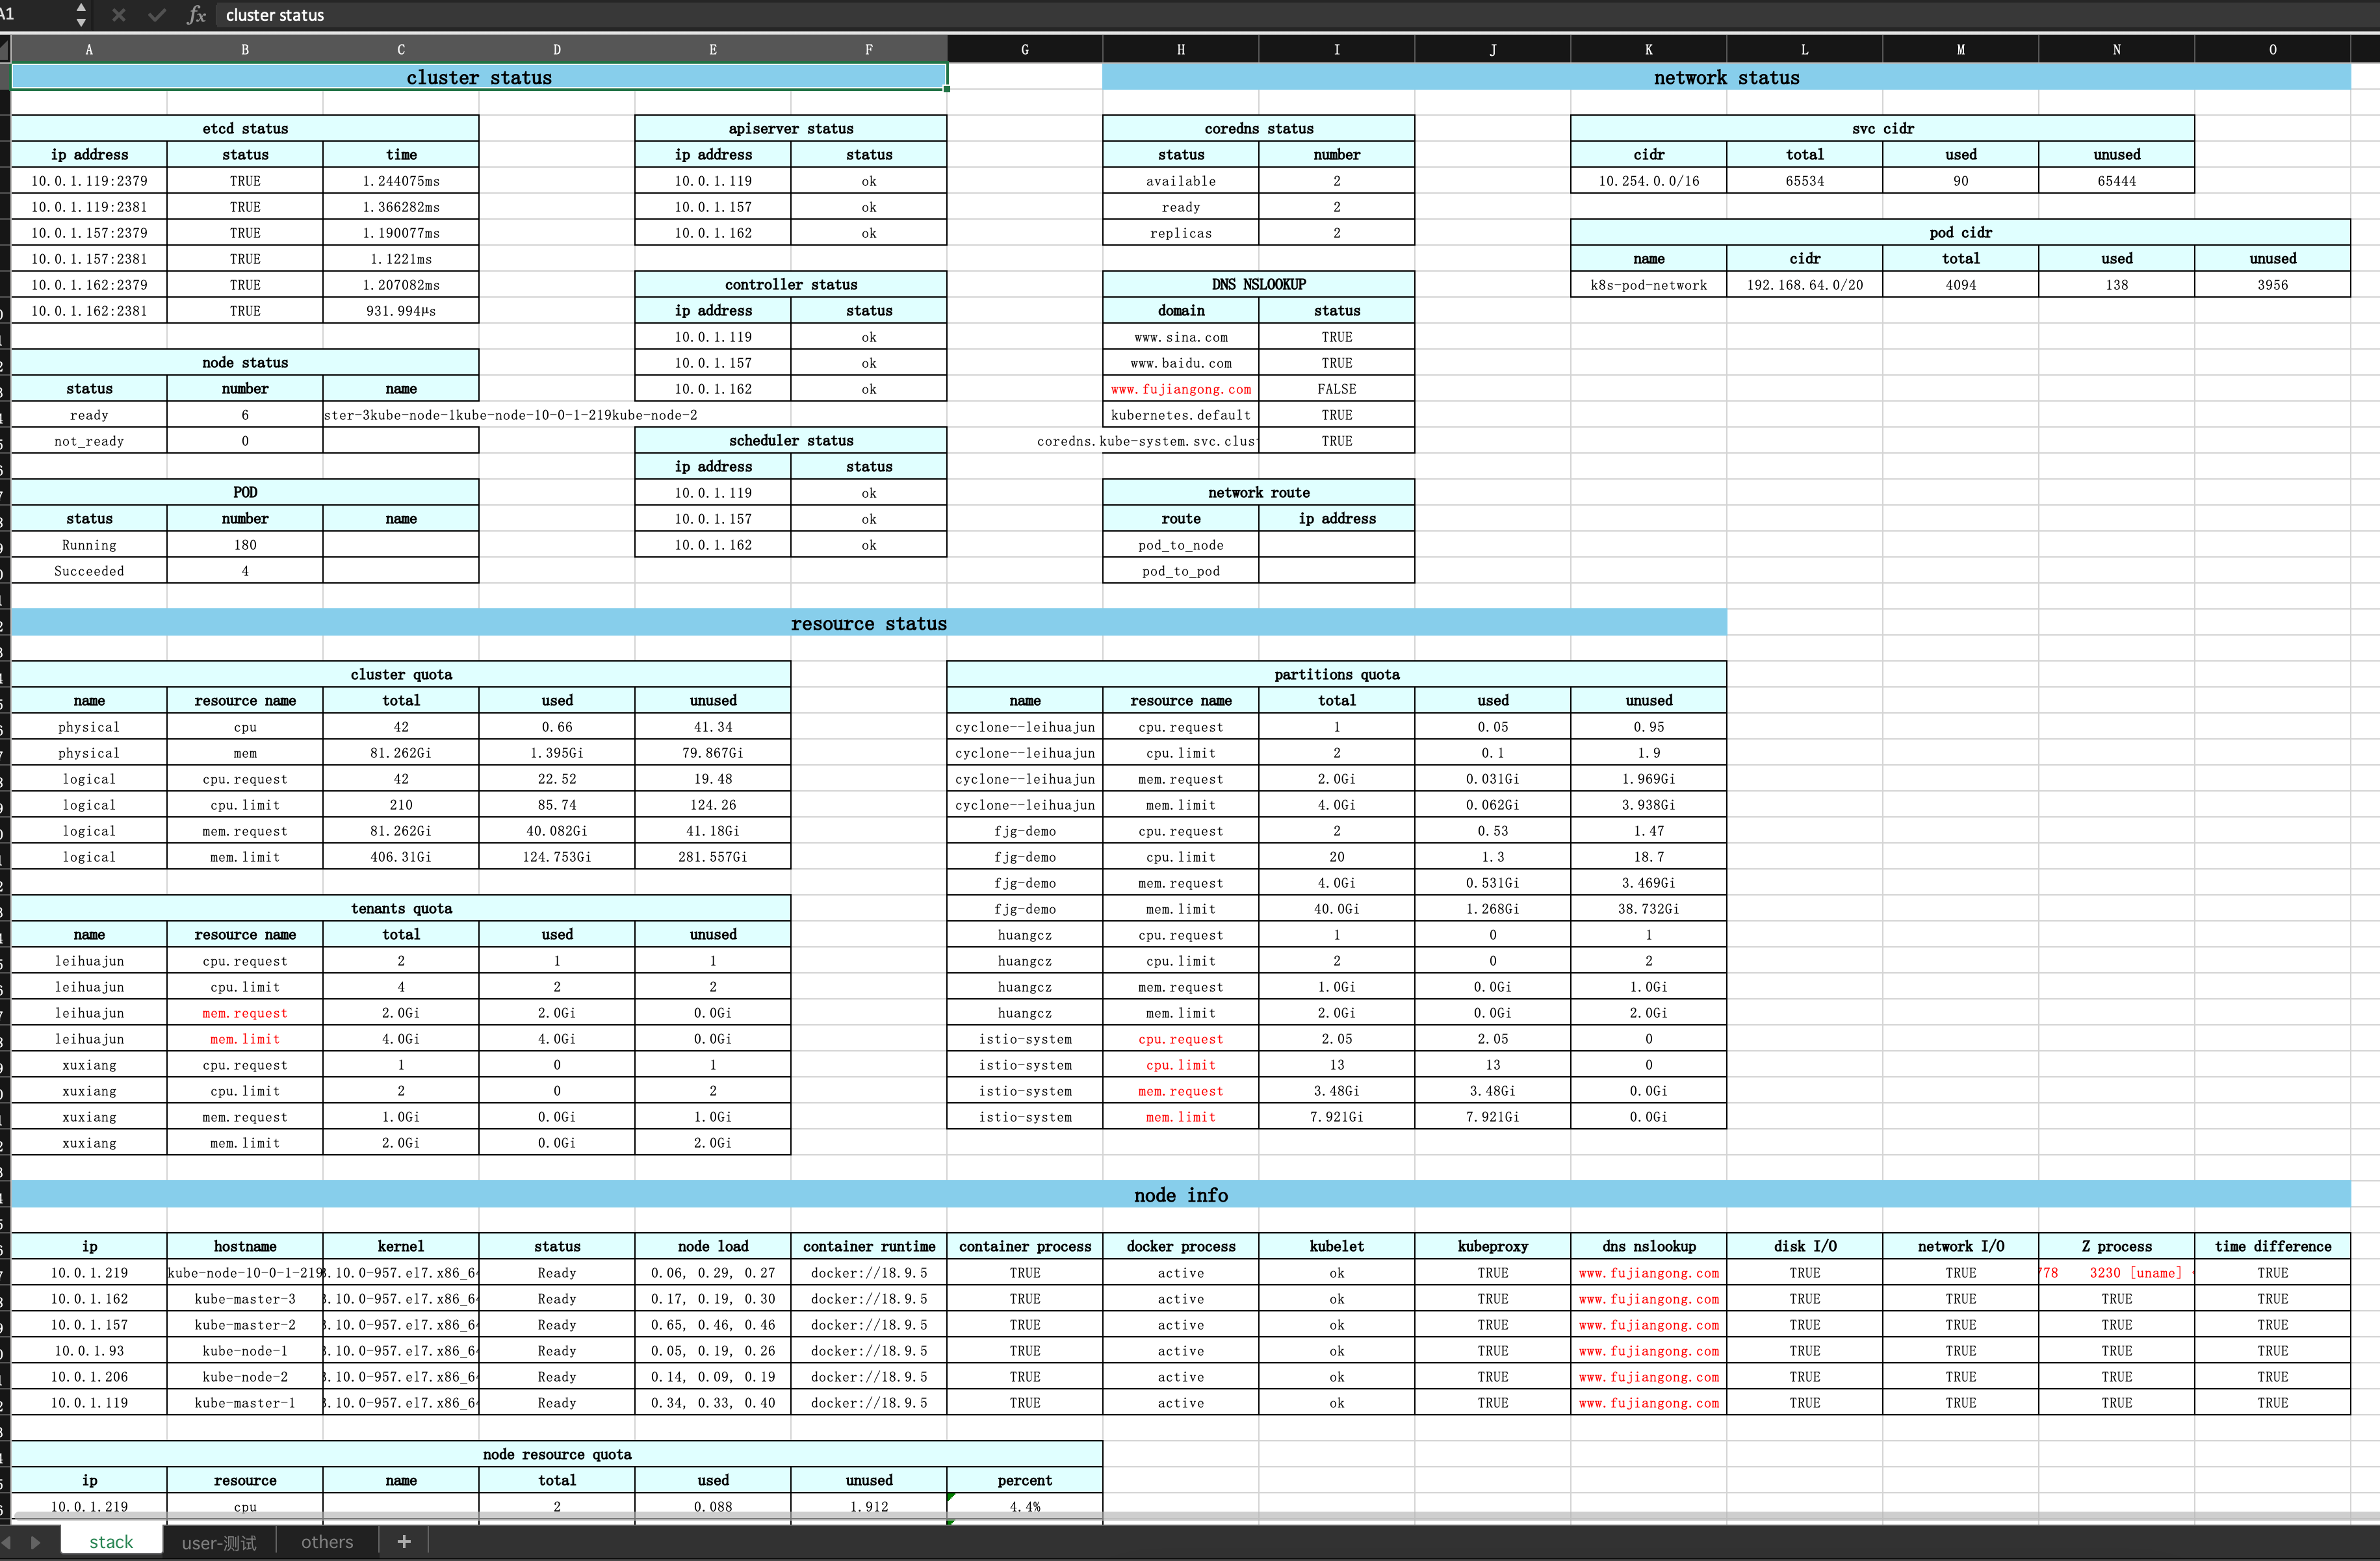 A1 fx cluster status
A B C D E F G H I J K L M N O
cluster status network status
etcd status apiserver status coredns status svc cidr
ip address status time ip address status status number cidr total used unused
10.0.1.119:2379 TRUE 1.244075ms 10.0.1.119 ok available 2 10.254.0.0/16 65534 90 65444
10.0.1.119:2381 TRUE 1.366282ms 10.0.1.157 ok ready 2
10.0.1.157:2379 TRUE 1.190077ms 10.0.1.162 ok replicas 2 pod cidr
10.0.1.157:2381 TRUE 1.1221ms name cidr total used unused
10.0.1.162:2379 TRUE 1.207082ms controller status DNS NSLOOKUP k8s-pod-network 192.168.64.0/20 4094 138 3956
10.0.1.162:2381 TRUE 931.994µs ip address status domain status
10.0.1.119 ok www.sina.com TRUE
node status 10.0.1.157 ok www.baidu.com TRUE
status number name 10.0.1.162 ok www.fujiangong.com FALSE
ready 6 ster-3kube-node-1kube-node-10-0-1-219kube-node-2 kubernetes.default TRUE
not_ready 0 scheduler status coredns.kube-system.svc.clus TRUE
ip address status
POD 10.0.1.119 ok network route
status number name 10.0.1.157 ok route ip address
Running 180 10.0.1.162 ok pod_to_node
Succeeded 4 pod_to_pod
resource status
cluster quota partitions quota
name resource name total used unused name resource name total used unused
physical cpu 42 0.66 41.34 cyclone--leihuajun cpu.request 1 0.05 0.95
physical mem 81.262Gi 1.395Gi 79.867Gi cyclone--leihuajun cpu.limit 2 0.1 1.9
logical cpu.request 42 22.52 19.48 cyclone--leihuajun mem.request 2.0Gi 0.031Gi 1.969Gi
logical cpu.limit 210 85.74 124.26 cyclone--leihuajun mem.limit 4.0Gi 0.062Gi 3.938Gi
logical mem.request 81.262Gi 40.082Gi 41.18Gi fjg-demo cpu.request 2 0.53 1.47
logical mem.limit 406.31Gi 124.753Gi 281.557Gi fjg-demo cpu.limit 20 1.3 18.7
fjg-demo mem.request 4.0Gi 0.531Gi 3.469Gi
tenants quota fjg-demo mem.limit 40.0Gi 1.268Gi 38.732Gi
name resource name total used unused huangcz cpu.request 1 0 1
leihuajun cpu.request 2 1 1 huangcz cpu.limit 2 0 2
leihuajun cpu.limit 4 2 2 huangcz mem.request 1.0Gi 0.0Gi 1.0Gi
leihuajun mem.request 2.0Gi 2.0Gi 0.0Gi huangcz mem.limit 2.0Gi 0.0Gi 2.0Gi
leihuajun mem.limit 4.0Gi 4.0Gi 0.0Gi istio-system cpu.request 2.05 2.05 0
xuxiang cpu.request 1 0 1 istio-system cpu.limit 13 13 0
xuxiang cpu.limit 2 0 2 istio-system mem.request 3.48Gi 3.48Gi 0.0Gi
xuxiang mem.request 1.0Gi 0.0Gi 1.0Gi istio-system mem.limit 7.921Gi 7.921Gi 0.0Gi
xuxiang mem.limit 2.0Gi 0.0Gi 2.0Gi
node info
ip hostname kernel status node load container runtime container process docker process kubelet kubeproxy dns nslookup disk I/O network I/O Z process time difference
10.0.1.219 kube-node-10-0-1-219 3.10.0-957.el7.x86_64 Ready 0.06, 0.29, 0.27 docker://18.9.5 TRUE active ok TRUE www.fujiangong.com TRUE TRUE 778 3230 [uname] TRUE
10.0.1.162 kube-master-3 3.10.0-957.el7.x86_64 Ready 0.17, 0.19, 0.30 docker://18.9.5 TRUE active ok TRUE www.fujiangong.com TRUE TRUE TRUE TRUE
10.0.1.157 kube-master-2 3.10.0-957.el7.x86_64 Ready 0.65, 0.46, 0.46 docker://18.9.5 TRUE active ok TRUE www.fujiangong.com TRUE TRUE TRUE TRUE
10.0.1.93 kube-node-1 3.10.0-957.el7.x86_64 Ready 0.05, 0.19, 0.26 docker://18.9.5 TRUE active ok TRUE www.fujiangong.com TRUE TRUE TRUE TRUE
10.0.1.206 kube-node-2 3.10.0-957.el7.x86_64 Ready 0.14, 0.09, 0.19 docker://18.9.5 TRUE active ok TRUE www.fujiangong.com TRUE TRUE TRUE TRUE
10.0.1.119 kube-master-1 3.10.0-957.el7.x86_64 Ready 0.34, 0.33, 0.40 docker://18.9.5 TRUE active ok TRUE www.fujiangong.com TRUE TRUE TRUE TRUE
node resource quota
ip resource name total used unused percent
10.0.1.219 cpu 2 0.088 1.912 4.4%
stack user-测试 others +